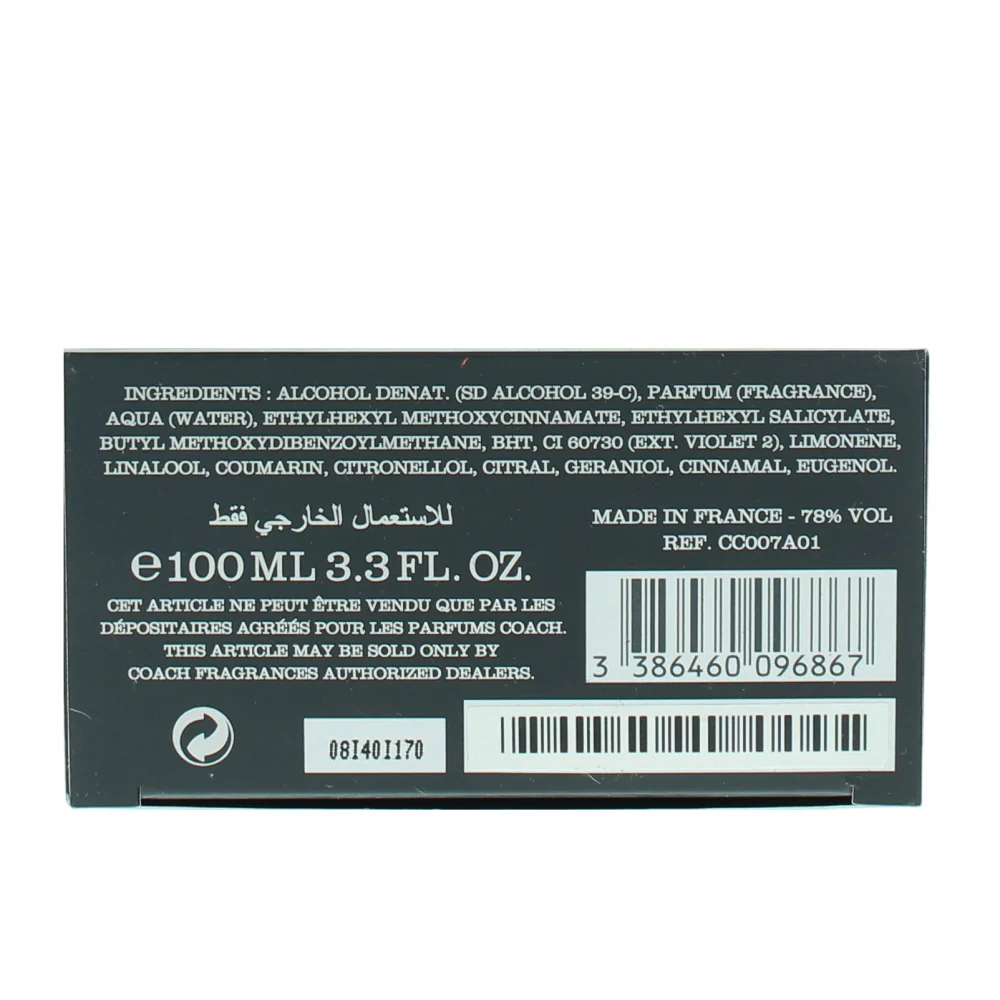 INGREDIENTS : ALCOHOL DENAT. (SD ALCOHOL 39-C), PARFUM (FRAGRANCE),
AQUA (WATER), ETHYLHEXYL METHOXYCINNAMATE, ETHYLHEXYL SALICYLATE,
BUTYL METHOXYDIBENZOYLMETHANE, BHT, CI 60730 (EXT. VIOLET 2), LIMONENE,
LINALOOL, COUMARIN, CITRONELLOL, CITRAL, GERANIOL, CINNAMAL, EUGENOL.
للاستعمال الخارجي فقط
℮100 ML 3.3 FL. OZ.
CET ARTICLE NE PEUT ÊTRE VENDU QUE PAR LES
DÉPOSITAIRES AGRÉÉS POUR LES PARFUMS COACH.
THIS ARTICLE MAY BE SOLD ONLY BY
COACH FRAGRANCES AUTHORIZED DEALERS.
MADE IN FRANCE - 78% VOL
REF. CC007A01
3 386460 096867
08I40II70